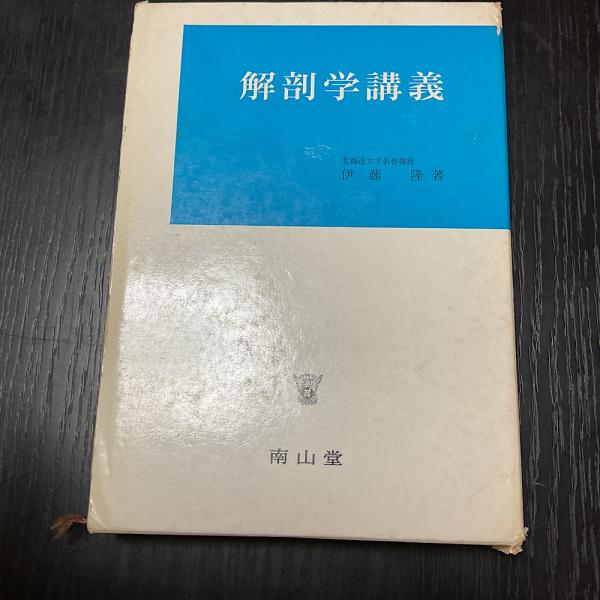 解剖学講義
北海道大学名誉教授
伊藤 隆著
南山堂